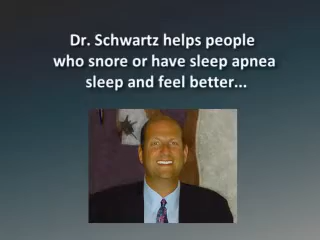 Dr. Schwartz helps people
who snore or have sleep apnea
sleep and feel better...